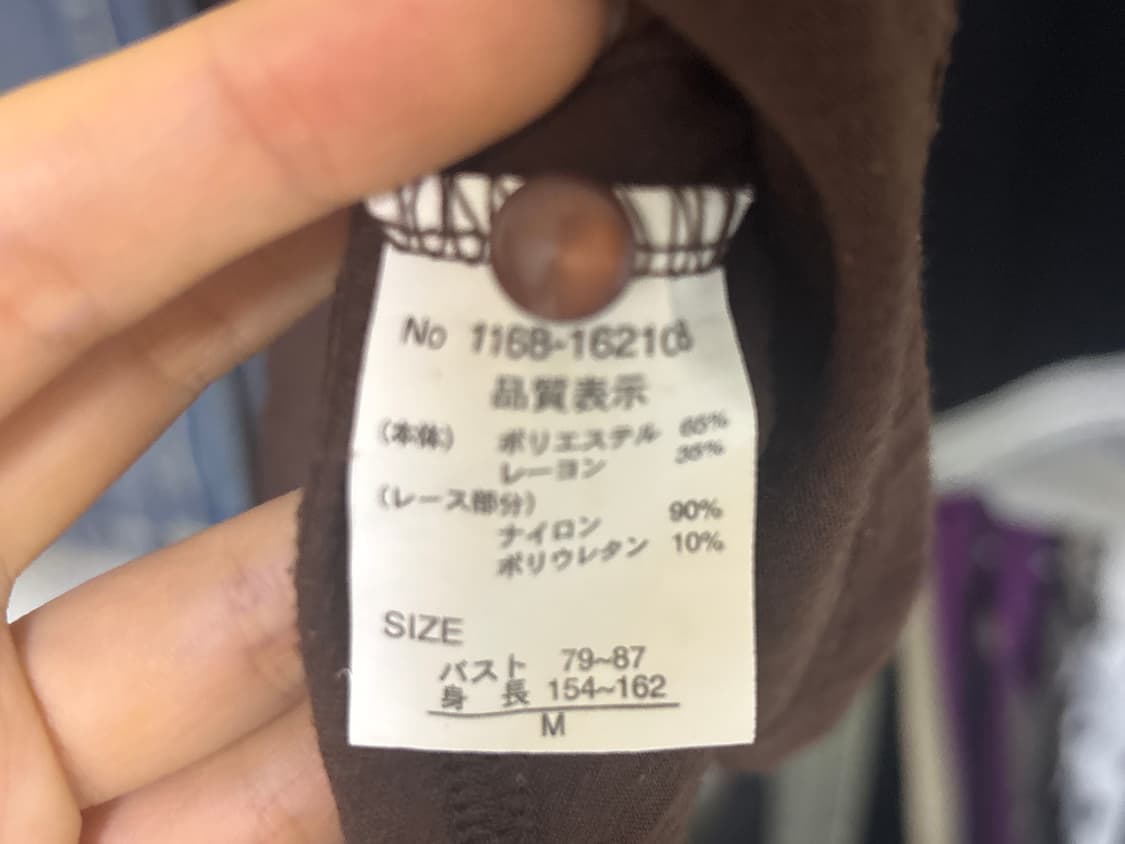 No 1168-162108
品質表示
（本体） ポリエステル 65%
レーヨン 35%
（レース部分）
ナイロン 90%
ポリウレタン 10%
SIZE
バスト 79~87
身 長 154~162
M